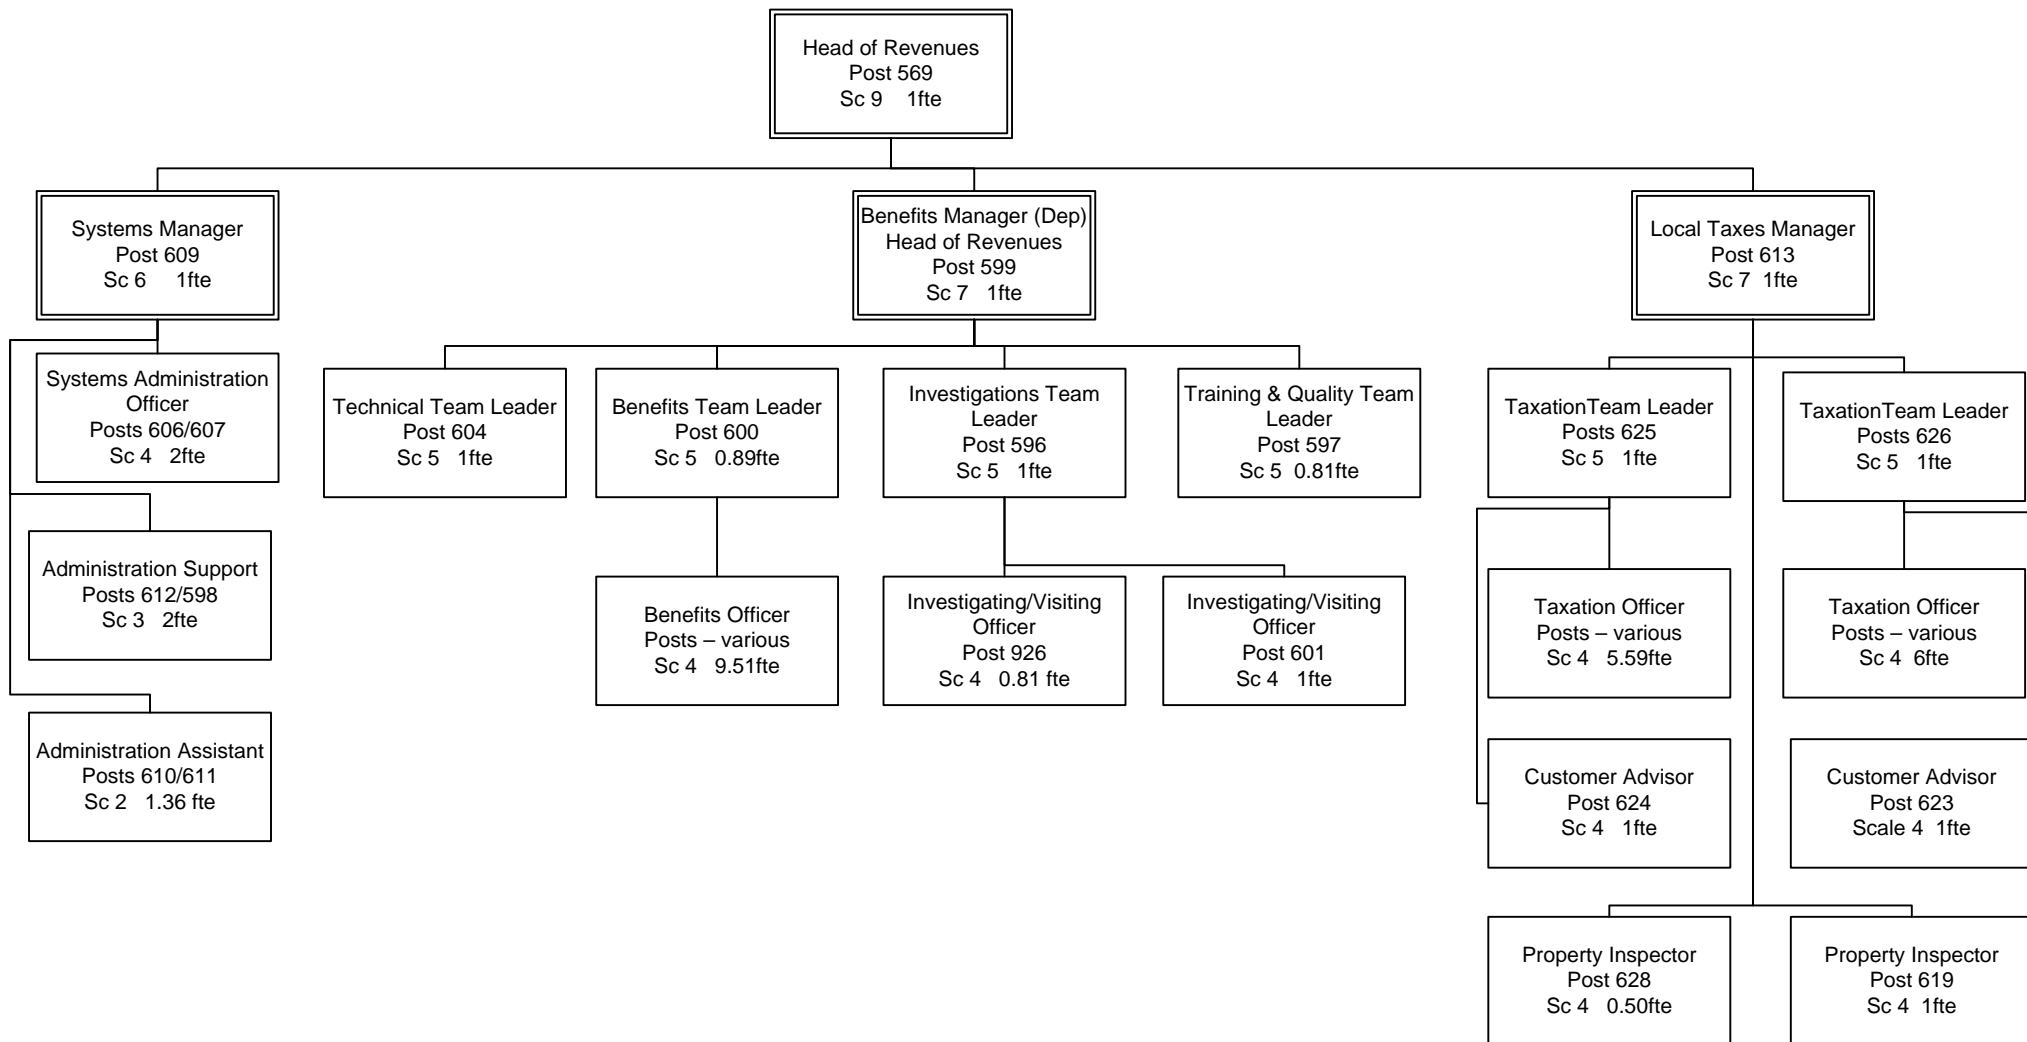 Head of Revenues
Post 569
Sc 9 1fte
Systems Manager
Post 609
Sc 6 1fte
Benefits Manager (Dep)
Head of Revenues
Post 599
Sc 7 1fte
Local Taxes Manager
Post 613
Sc 7 1fte
Systems Administration
Officer
Posts 606/607
Sc 4 2fte
Technical Team Leader
Post 604
Sc 5 1fte
Benefits Team Leader
Post 600
Sc 5 0.89fte
Investigations Team
Leader
Post 596
Sc 5 1fte
Training & Quality Team
Leader
Post 597
Sc 5 0.81fte
TaxationTeam Leader
Posts 625
Sc 5 1fte
TaxationTeam Leader
Posts 626
Sc 5 1fte
Administration Support
Posts 612/598
Sc 3 2fte
Benefits Officer
Posts – various
Sc 4 9.51fte
Investigating/Visiting
Officer
Post 926
Sc 4 0.81 fte
Investigating/Visiting
Officer
Post 601
Sc 4 1fte
Taxation Officer
Posts – various
Sc 4 5.59fte
Taxation Officer
Posts – various
Sc 4 6fte
Administration Assistant
Posts 610/611
Sc 2 1.36 fte
Customer Advisor
Post 624
Sc 4 1fte
Customer Advisor
Post 623
Scale 4 1fte
Property Inspector
Post 628
Sc 4 0.50fte
Property Inspector
Post 619
Sc 4 1fte